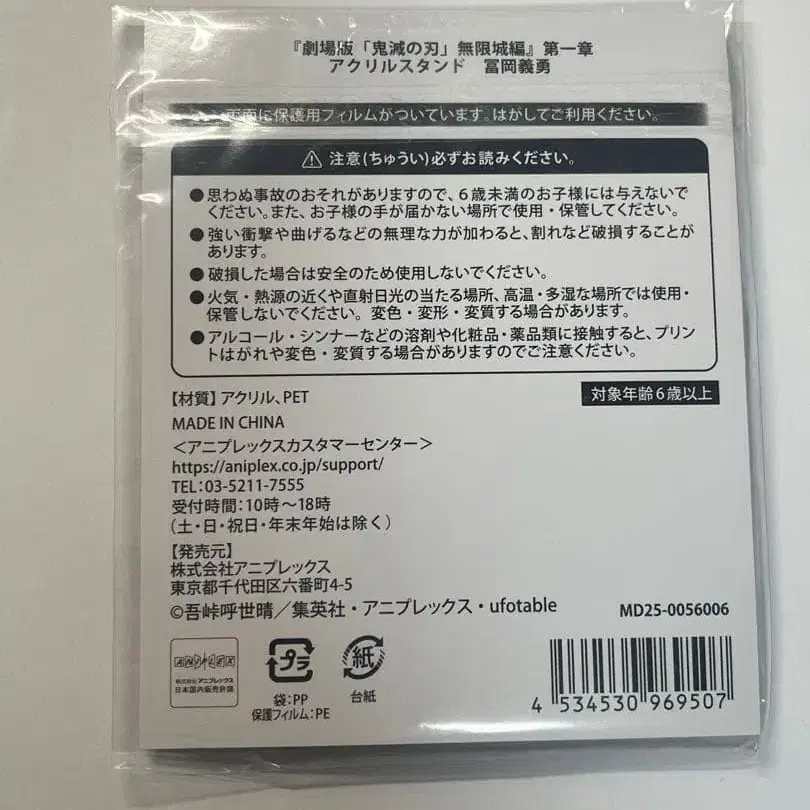 『劇場版「鬼滅の刃」無限城編』第一章
アクリルスタンド 冨岡義勇
両面に保護用フィルムがついています。はがしてご利用ください。
⚠ 注意(ちゅうい)必ずお読みください。
●思わぬ事故のおそれがありますので、6歳未満のお子様には与えないで
ください。また、お子様の手が届かない場所で使用・保管してください。
●強い衝撃や曲げるなどの無理な力が加わると、割れなど破損することが
あります。
●破損した場合は安全のため使用しないでください。
●火気・熱源の近くや直射日光の当たる場所、高温・多湿な場所では使用・
保管しないでください。変色・変形・変質する場合があります。
●アルコール・シンナーなどの溶剤や化粧品・薬品類に接触すると、プリン
トはがれや変色・変質する場合がありますのでご注意ください。
【材質】アクリル、PET
対象年齢6歳以上
MADE IN CHINA
<アニプレックスカスタマーセンター>
https://aniplex.co.jp/support/
TEL:03-5211-7555
受付時間:10時~18時
(土・日・祝日・年末年始は除く)
【発売元】
株式会社アニプレックス
東京都千代田区六番町4-5
©吾峠呼世晴/集英社・アニプレックス・ufotable
MD25-0056006
ANIPLEX
株式会社アニプレックス
日本国内販売許諾
プラ
袋:PP
保護フィルム:PE
紙
台紙
4 534530 969507